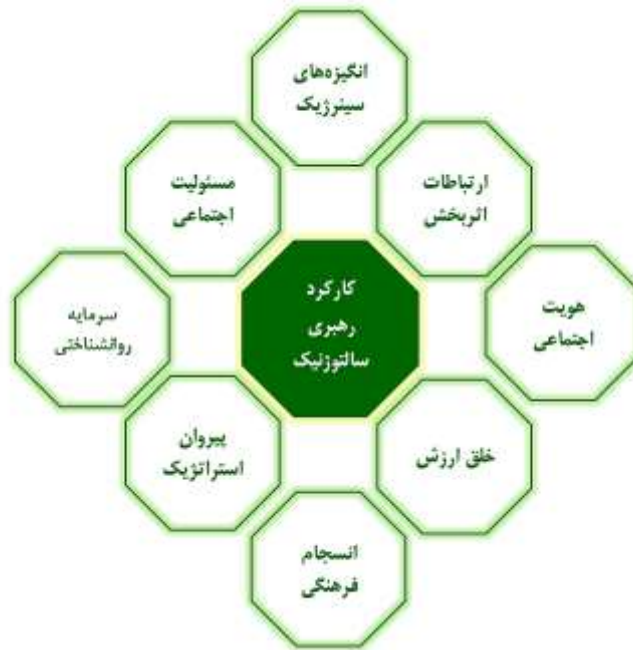 انگیزه‌های
سینرژیک
مسئولیت
اجتماعی
ارتباطات
اثربخش
سرمایه
روانشناختی
کارکرد
رهبری
سالتوژنیک
هویت
اجتماعی
پیروان
استراتژیک
خلق ارزش
انسجام
فرهنگی